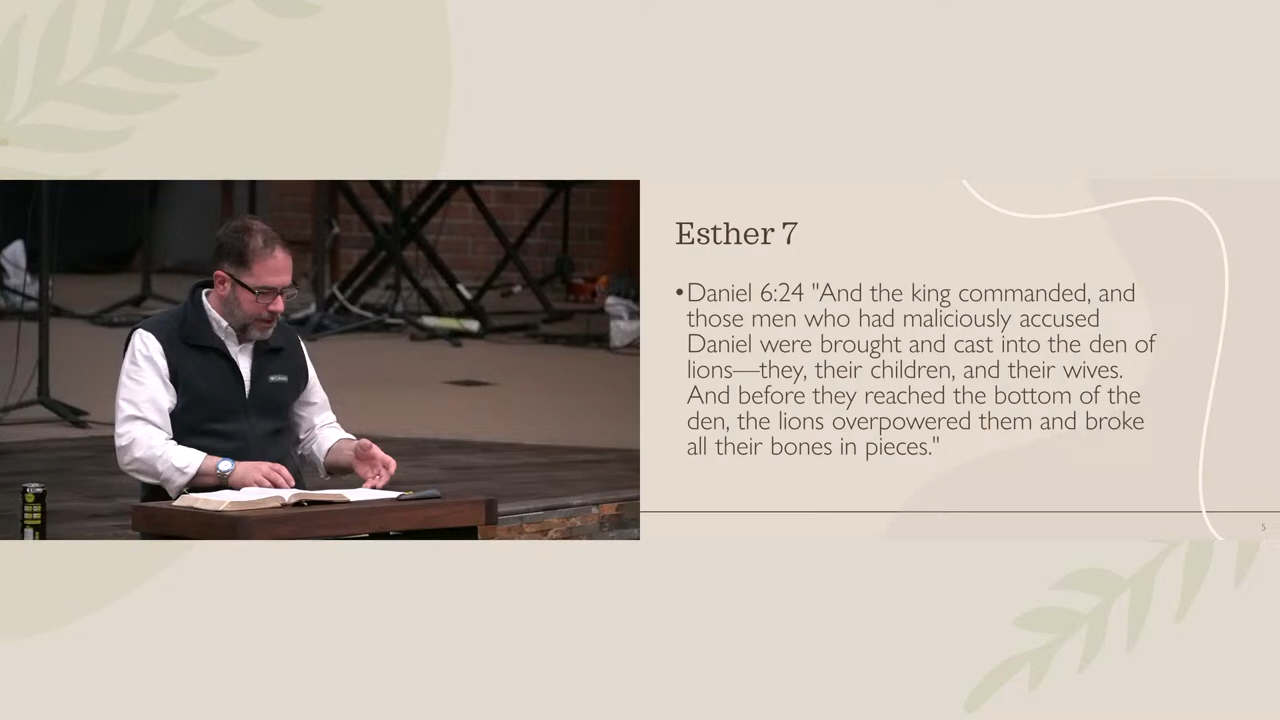 Esther 7
•Daniel 6:24 "And the king commanded, and
those men who had maliciously accused
Daniel were brought and cast into the den of
lions—they, their children, and their wives.
And before they reached the bottom of the
den, the lions overpowered them and broke
all their bones in pieces."
5